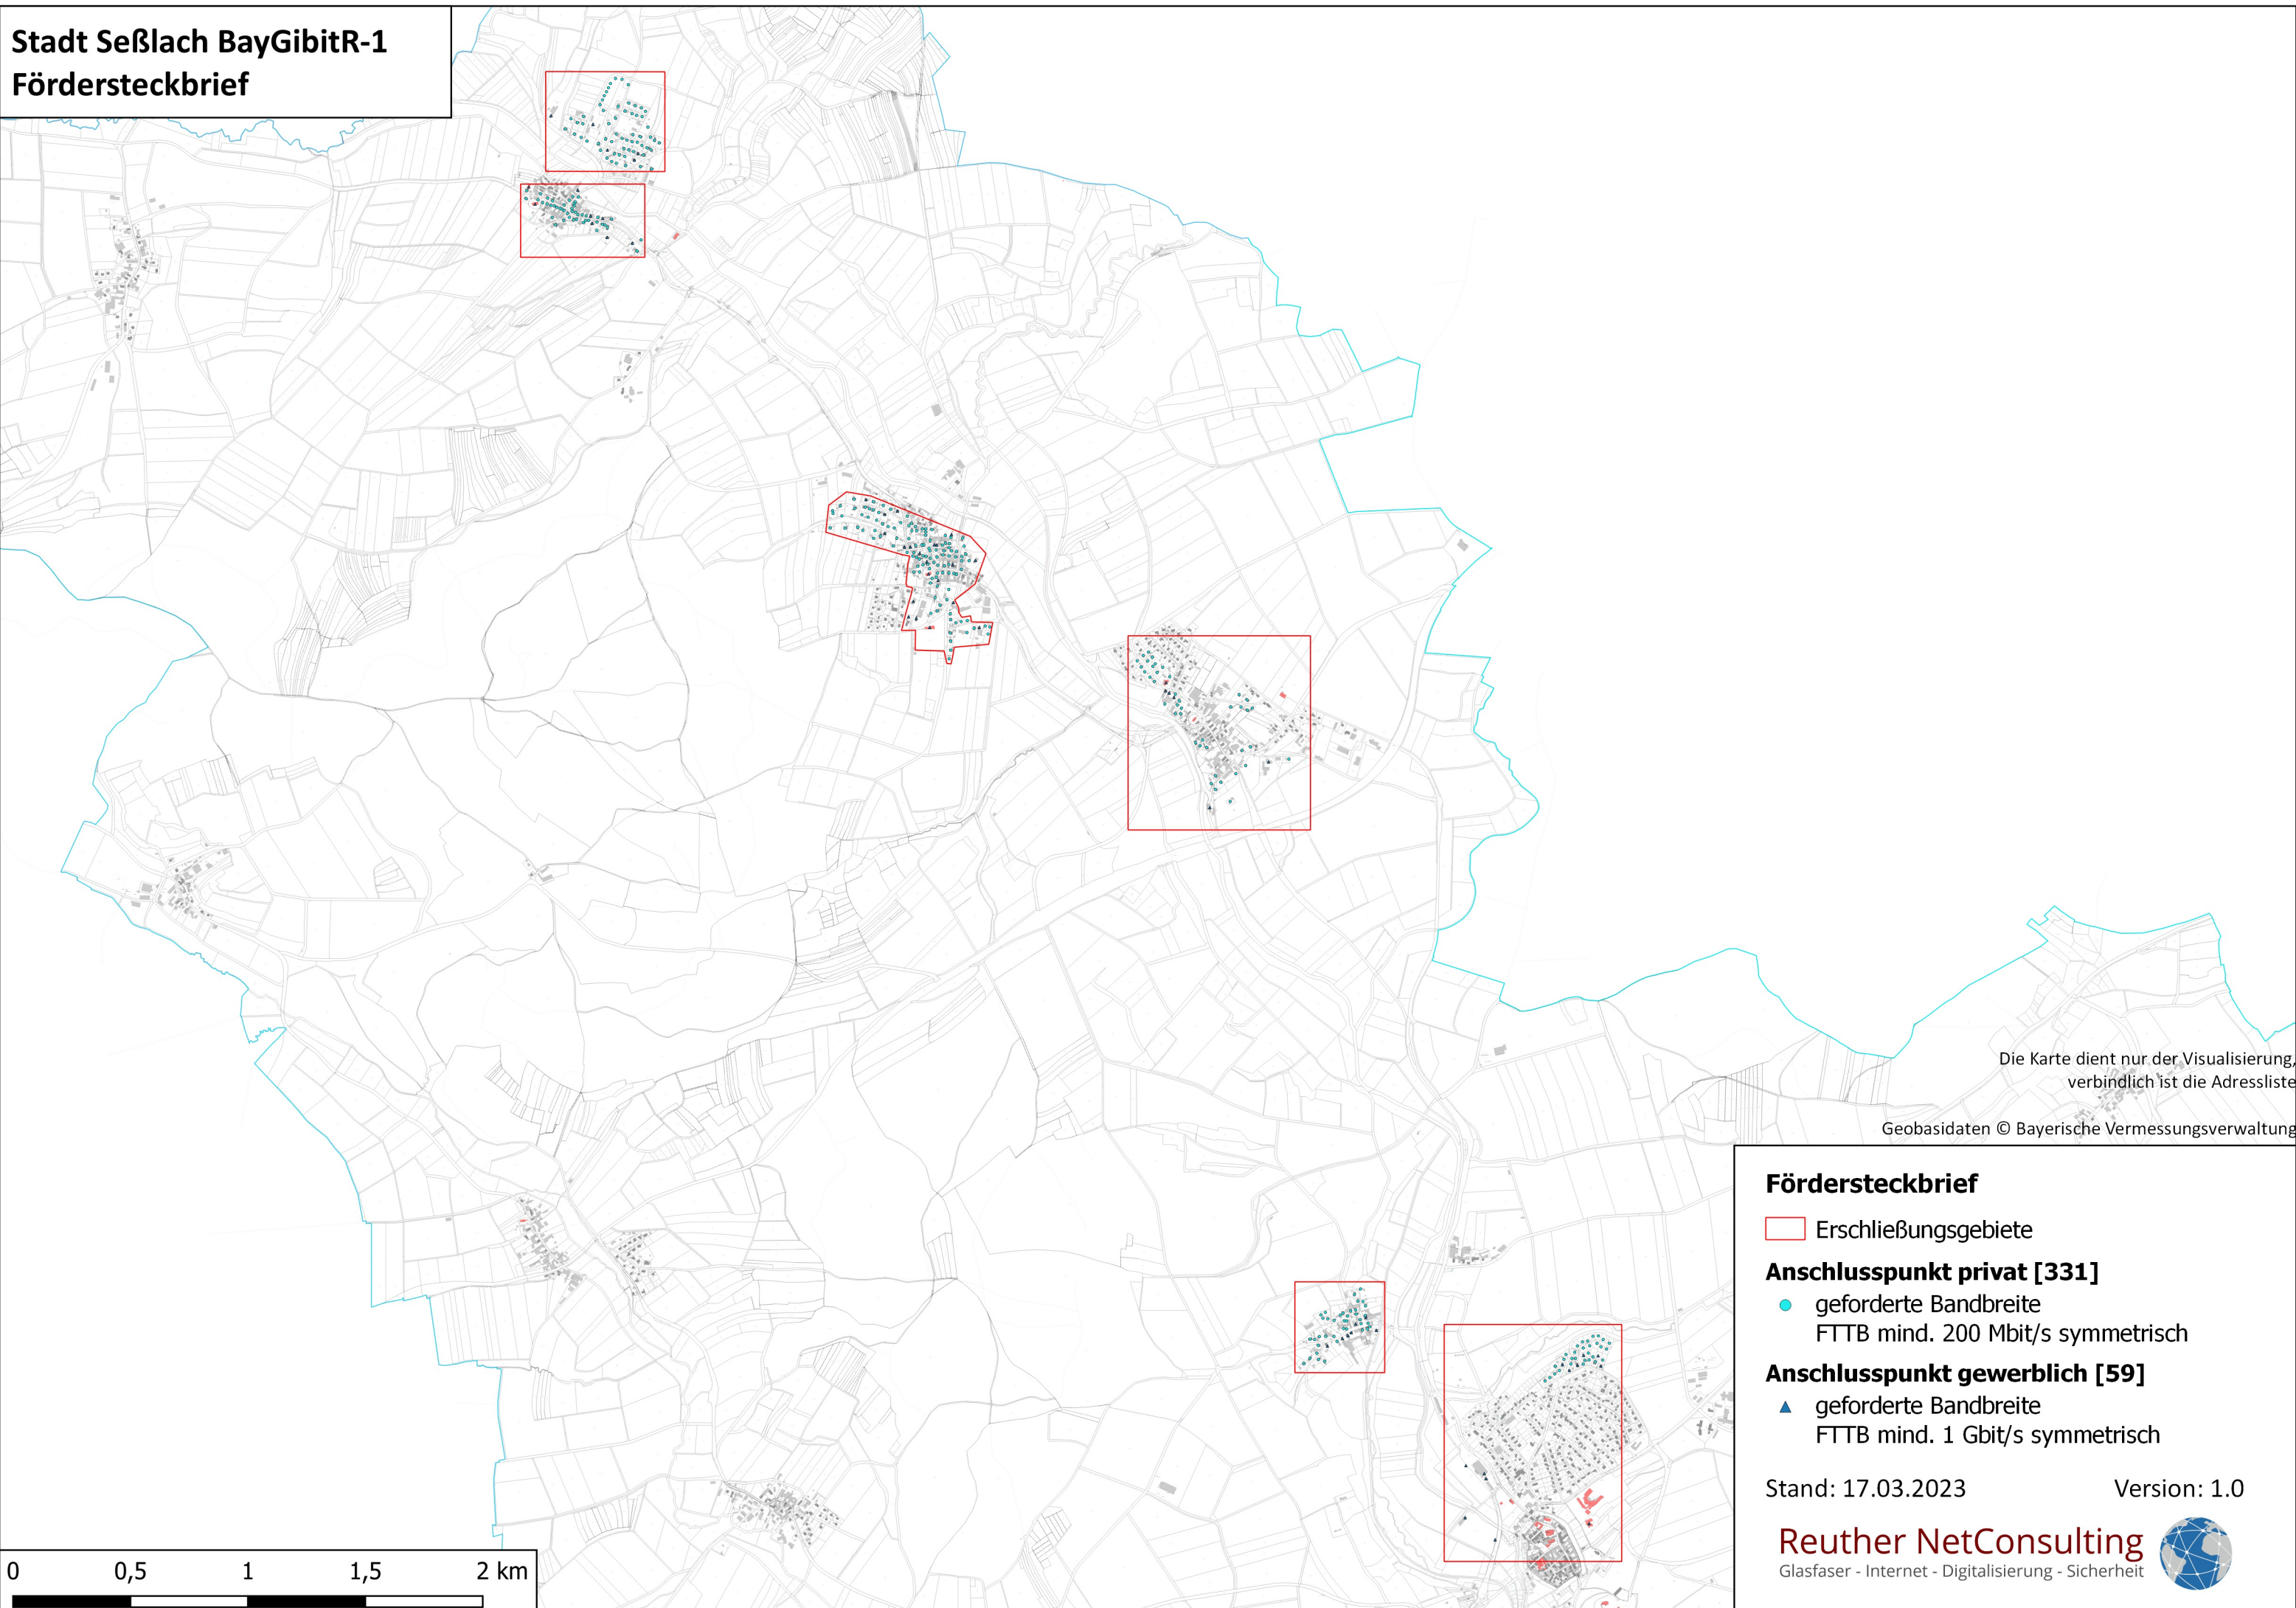 Stadt Seßlach BayGibitR-1
Fördersteckbrief
Die Karte dient nur der Visualisierung,
verbindlich ist die Adressliste
Geobasidaten © Bayerische Vermessungsverwaltung
Fördersteckbrief
Erschließungsgebiete
Anschlusspunkt privat [331]
geforderte Bandbreite
FTTB mind. 200 Mbit/s symmetrisch
Anschlusspunkt gewerblich [59]
geforderte Bandbreite
FTTB mind. 1 Gbit/s symmetrisch
Stand: 17.03.2023 Version: 1.0
Reuther NetConsulting
Glasfaser - Internet - Digitalisierung - Sicherheit
0 0,5 1 1,5 2 km